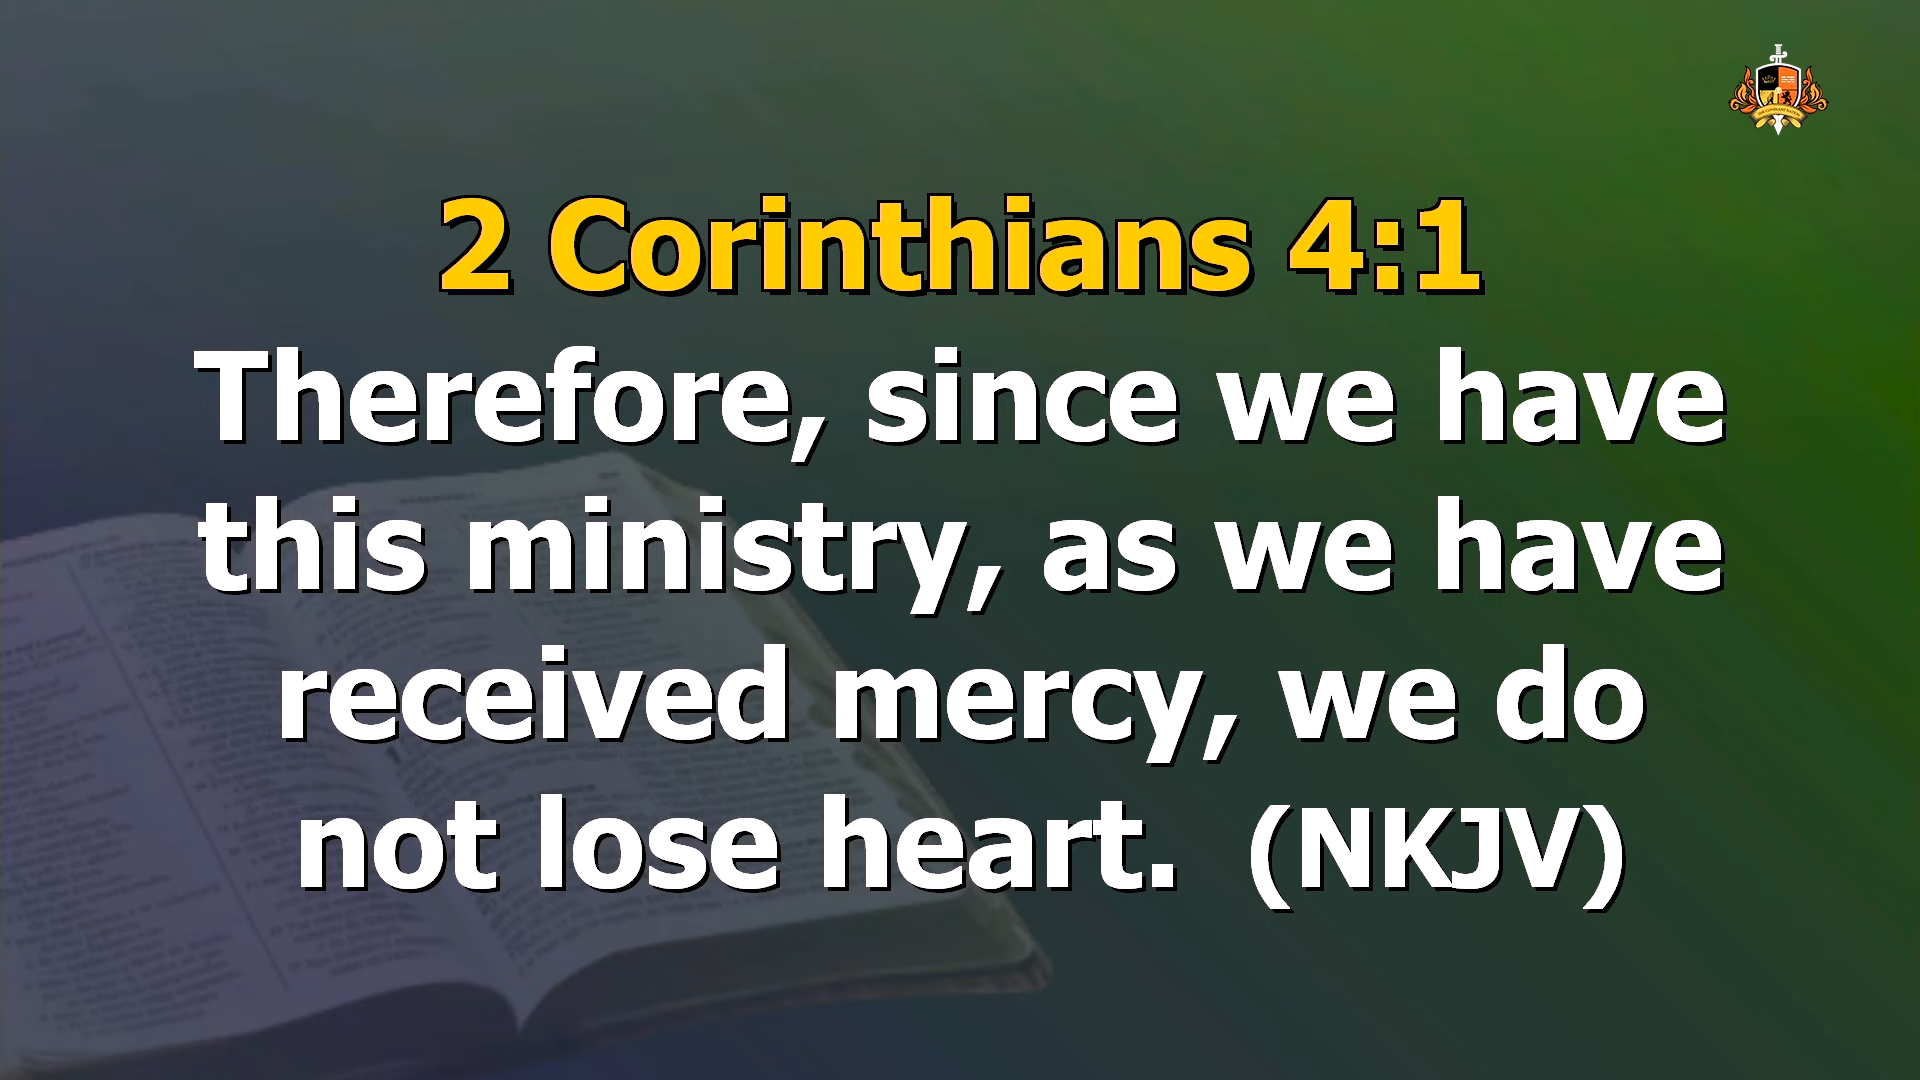 2 Corinthians 4:1
Therefore, since we have
this ministry, as we have
received mercy, we do
not lose heart.  (NKJV)